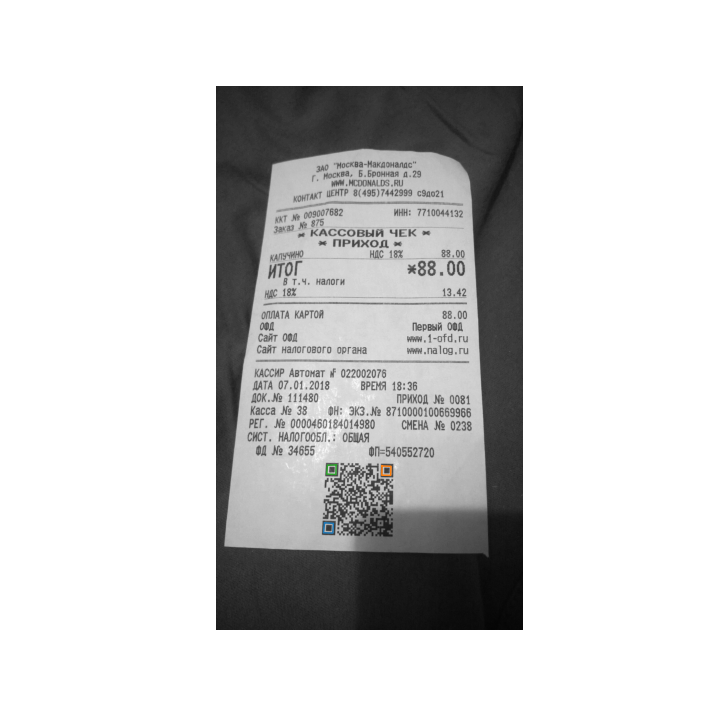 ЗАО "Москва-Макдоналдс"
Г. Москва, Б.Бронная д.29
WWW.MCDONALDS.RU
КОНТАКТ ЦЕНТР 8(495)7442999 с9до21
ККТ № 009007682 ИНН: 7710044132
Заказ № 875
* КАССОВЫЙ ЧЕК *
* ПРИХОД *
КАПУЧИНО НДС 18% 88.00
ИТОГ *88.00
В т.ч. налоги
НДС 18% 13.42
ОПЛАТА КАРТОЙ 88.00
ОФД Первый ОФД
Сайт ОФД www.1-ofd.ru
Сайт налогового органа www.nalog.ru
КАССИР Автомат № 022002076
ДАТА 07.01.2018 ВРЕМЯ 18:36
ДОК.№ 111480 ПРИХОД № 0081
Касса № 38 ФН: ЭКЗ.№ 8710000100669966
РЕГ. № 0000460184014980 СМЕНА № 0238
СИСТ. НАЛОГООБЛ.: ОБЩАЯ
ФД № 34655 ФП=540552720